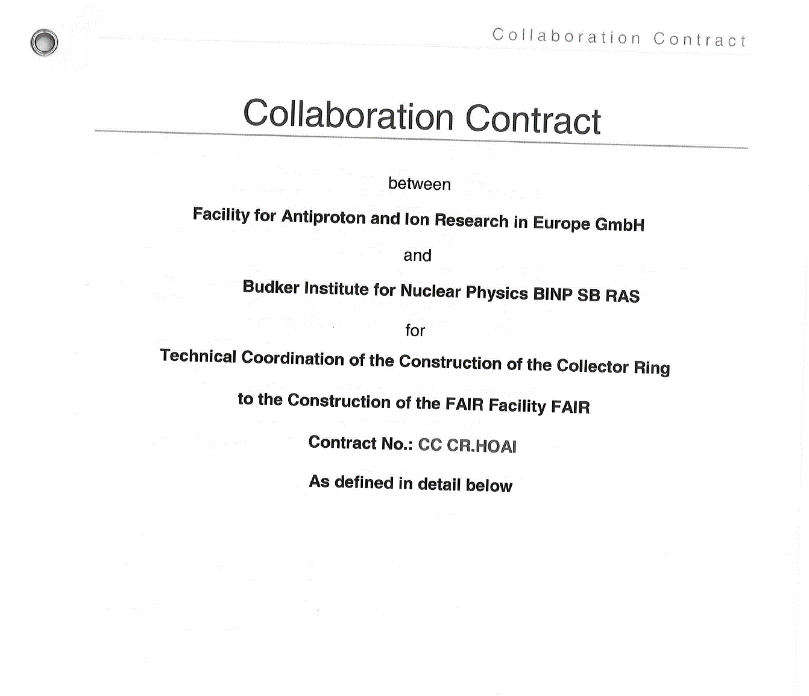 Collaboration Contract
Collaboration Contract
between
Facility for Antiproton and Ion Research in Europe GmbH
and
Budker Institute for Nuclear Physics BINP SB RAS
for
Technical Coordination of the Construction of the Collector Ring
to the Construction of the FAIR Facility FAIR
Contract No.: CC CR.HOAI
As defined in detail below